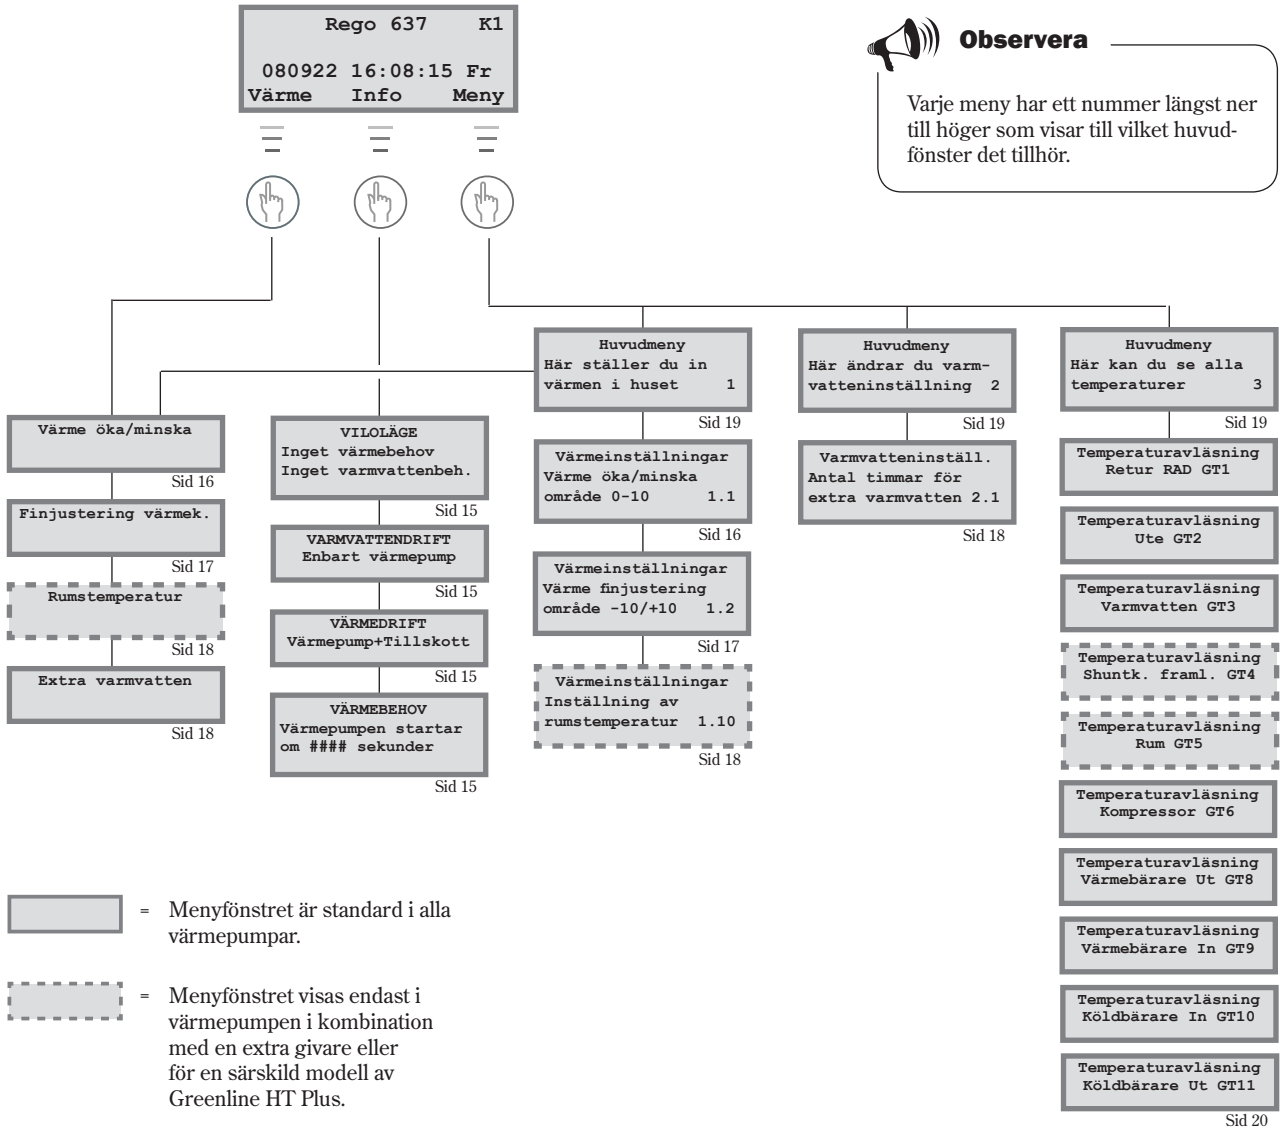 Rego 637 K1
080922 16:08:15 Fr
Värme Info Meny
Observera
Varje meny har ett nummer längst ner
till höger som visar till vilket huvud-
fönster det tillhör.
Värme öka/minska
Sid 16
Finjustering värmek.
Sid 17
Rumstemperatur
Sid 18
Extra varmvatten
Sid 18
VILOLÄGE
Inget värmebehov
Inget varmvattenbeh.
Sid 15
VARMVATTENDRIFT
Enbart värmepump
Sid 15
VÄRMEDRIFT
Värmepump+Tillskott
Sid 15
VÄRMEBEHOV
Värmepumpen startar
om #### sekunder
Sid 15
Huvudmeny
Här ställer du in
värmen i huset 1
Sid 19
Värmeinställningar
Värme öka/minska
område 0-10 1.1
Sid 16
Värmeinställningar
Värme finjustering
område -10/+10 1.2
Sid 17
Värmeinställningar
Inställning av
rumstemperatur 1.10
Sid 18
Huvudmeny
Här ändrar du varm-
vatteninställning 2
Sid 19
Varmvatteninställ.
Antal timmar för
extra varmvatten 2.1
Sid 18
Huvudmeny
Här kan du se alla
temperaturer 3
Sid 19
Temperaturavläsning
Retur RAD GT1
Temperaturavläsning
Ute GT2
Temperaturavläsning
Varmvatten GT3
Temperaturavläsning
Shuntk. framl. GT4
Temperaturavläsning
Rum GT5
Temperaturavläsning
Kompressor GT6
Temperaturavläsning
Värmebärare Ut GT8
Temperaturavläsning
Värmebärare In GT9
Temperaturavläsning
Köldbärare In GT10
Temperaturavläsning
Köldbärare Ut GT11
Sid 20
= Menyfönstret är standard i alla
värmepumpar.
= Menyfönstret visas endast i
värmepumpen i kombination
med en extra givare eller
för en särskild modell av
Greenline HT Plus.